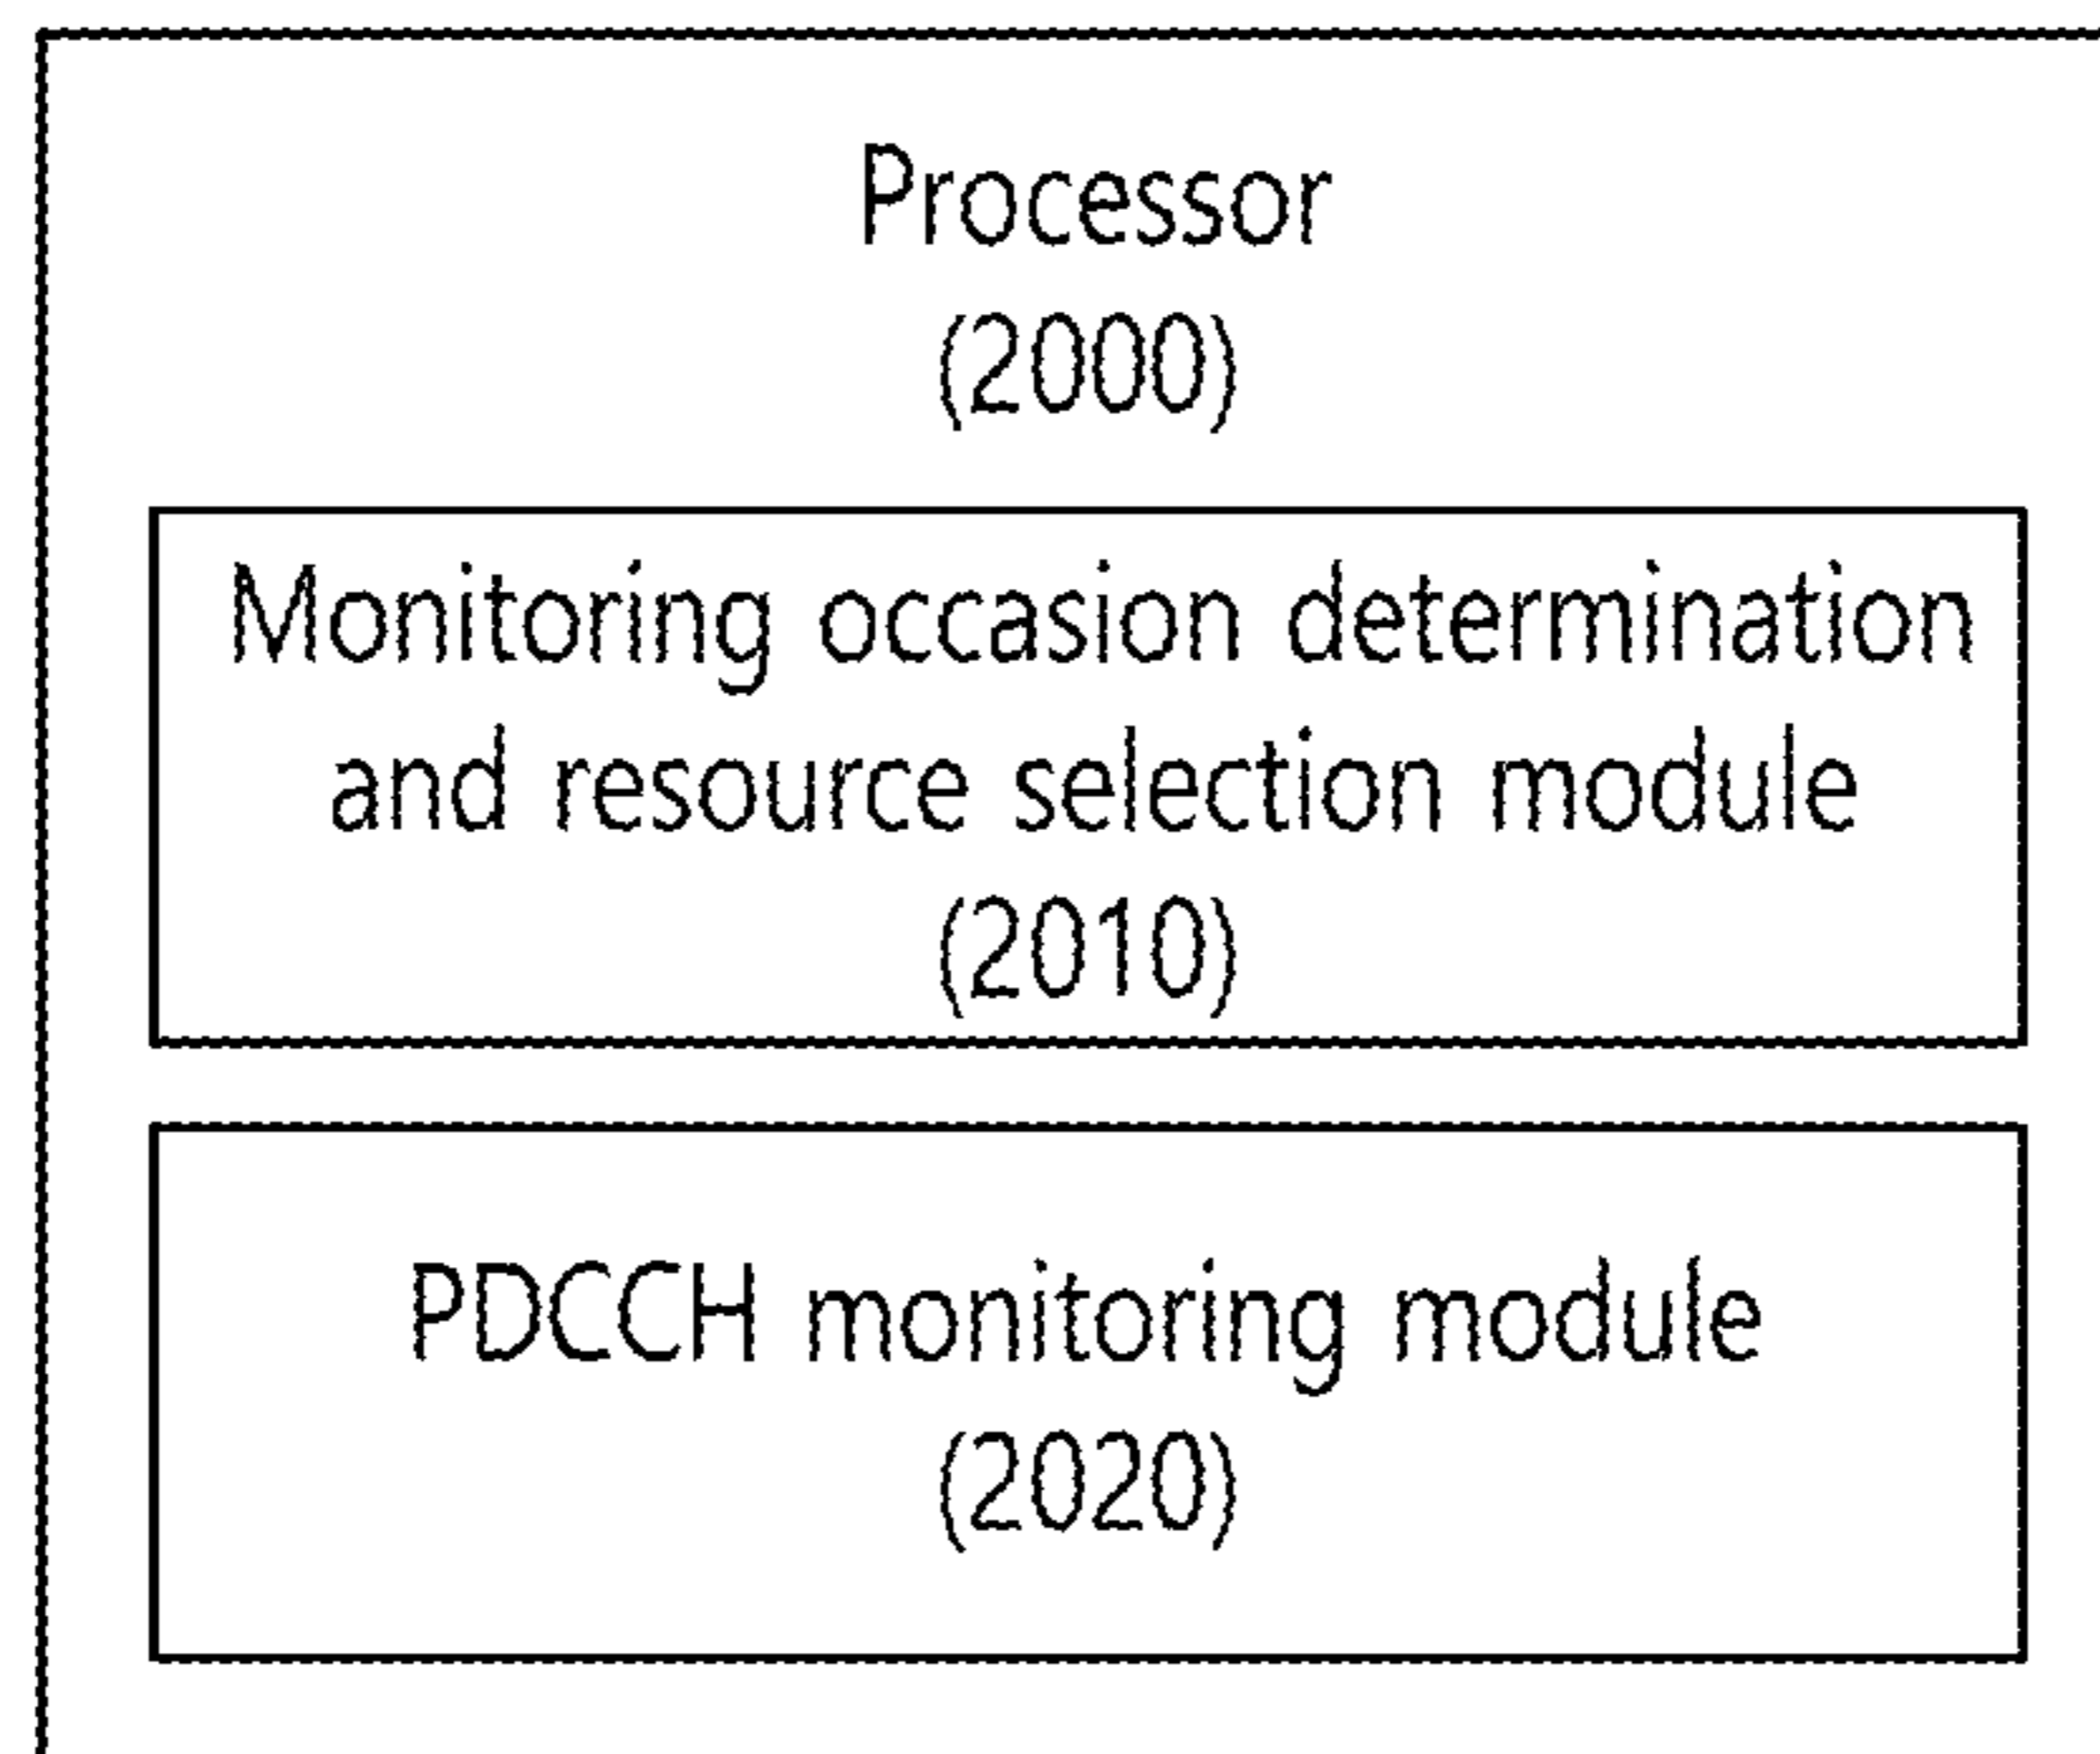 Processor
(2000)
Monitoring occasion determination
and resource selection module
(2010)
PDCCH monitoring module
(2020)